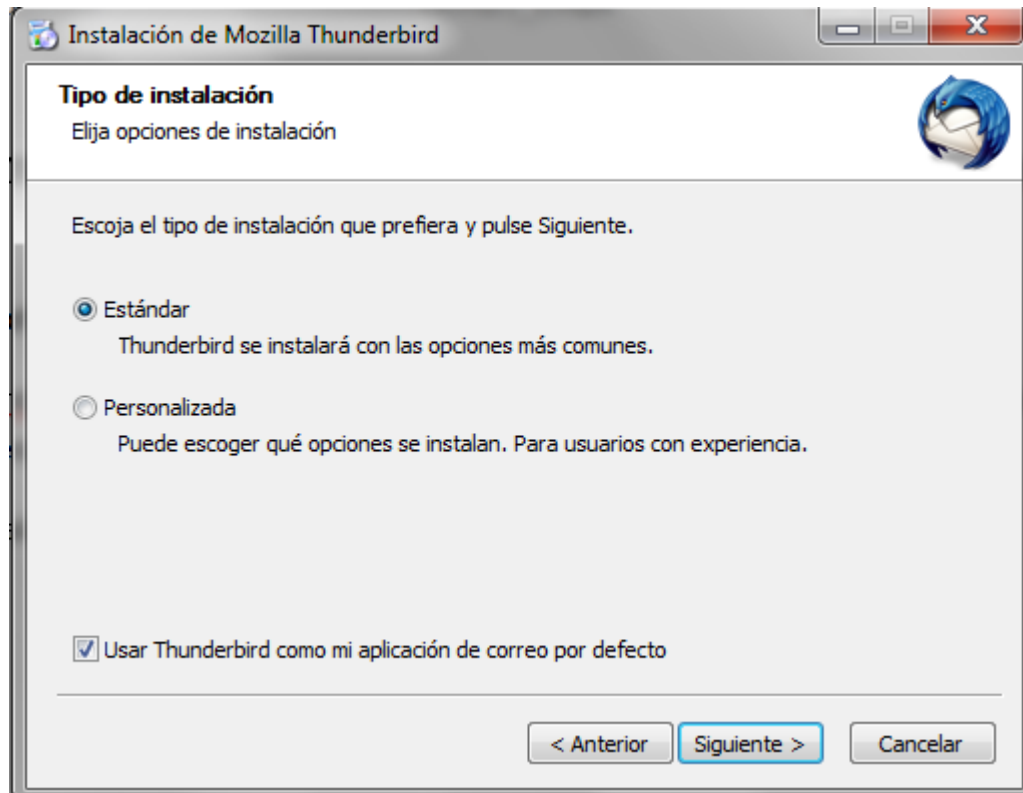 Instalación de Mozilla Thunderbird
Tipo de instalación
Elija opciones de instalación
Escoja el tipo de instalación que prefiera y pulse Siguiente.
Estándar
Thunderbird se instalará con las opciones más comunes.
Personalizada
Puede escoger qué opciones se instalan. Para usuarios con experiencia.
Usar Thunderbird como mi aplicación de correo por defecto
< Anterior
Siguiente >
Cancelar